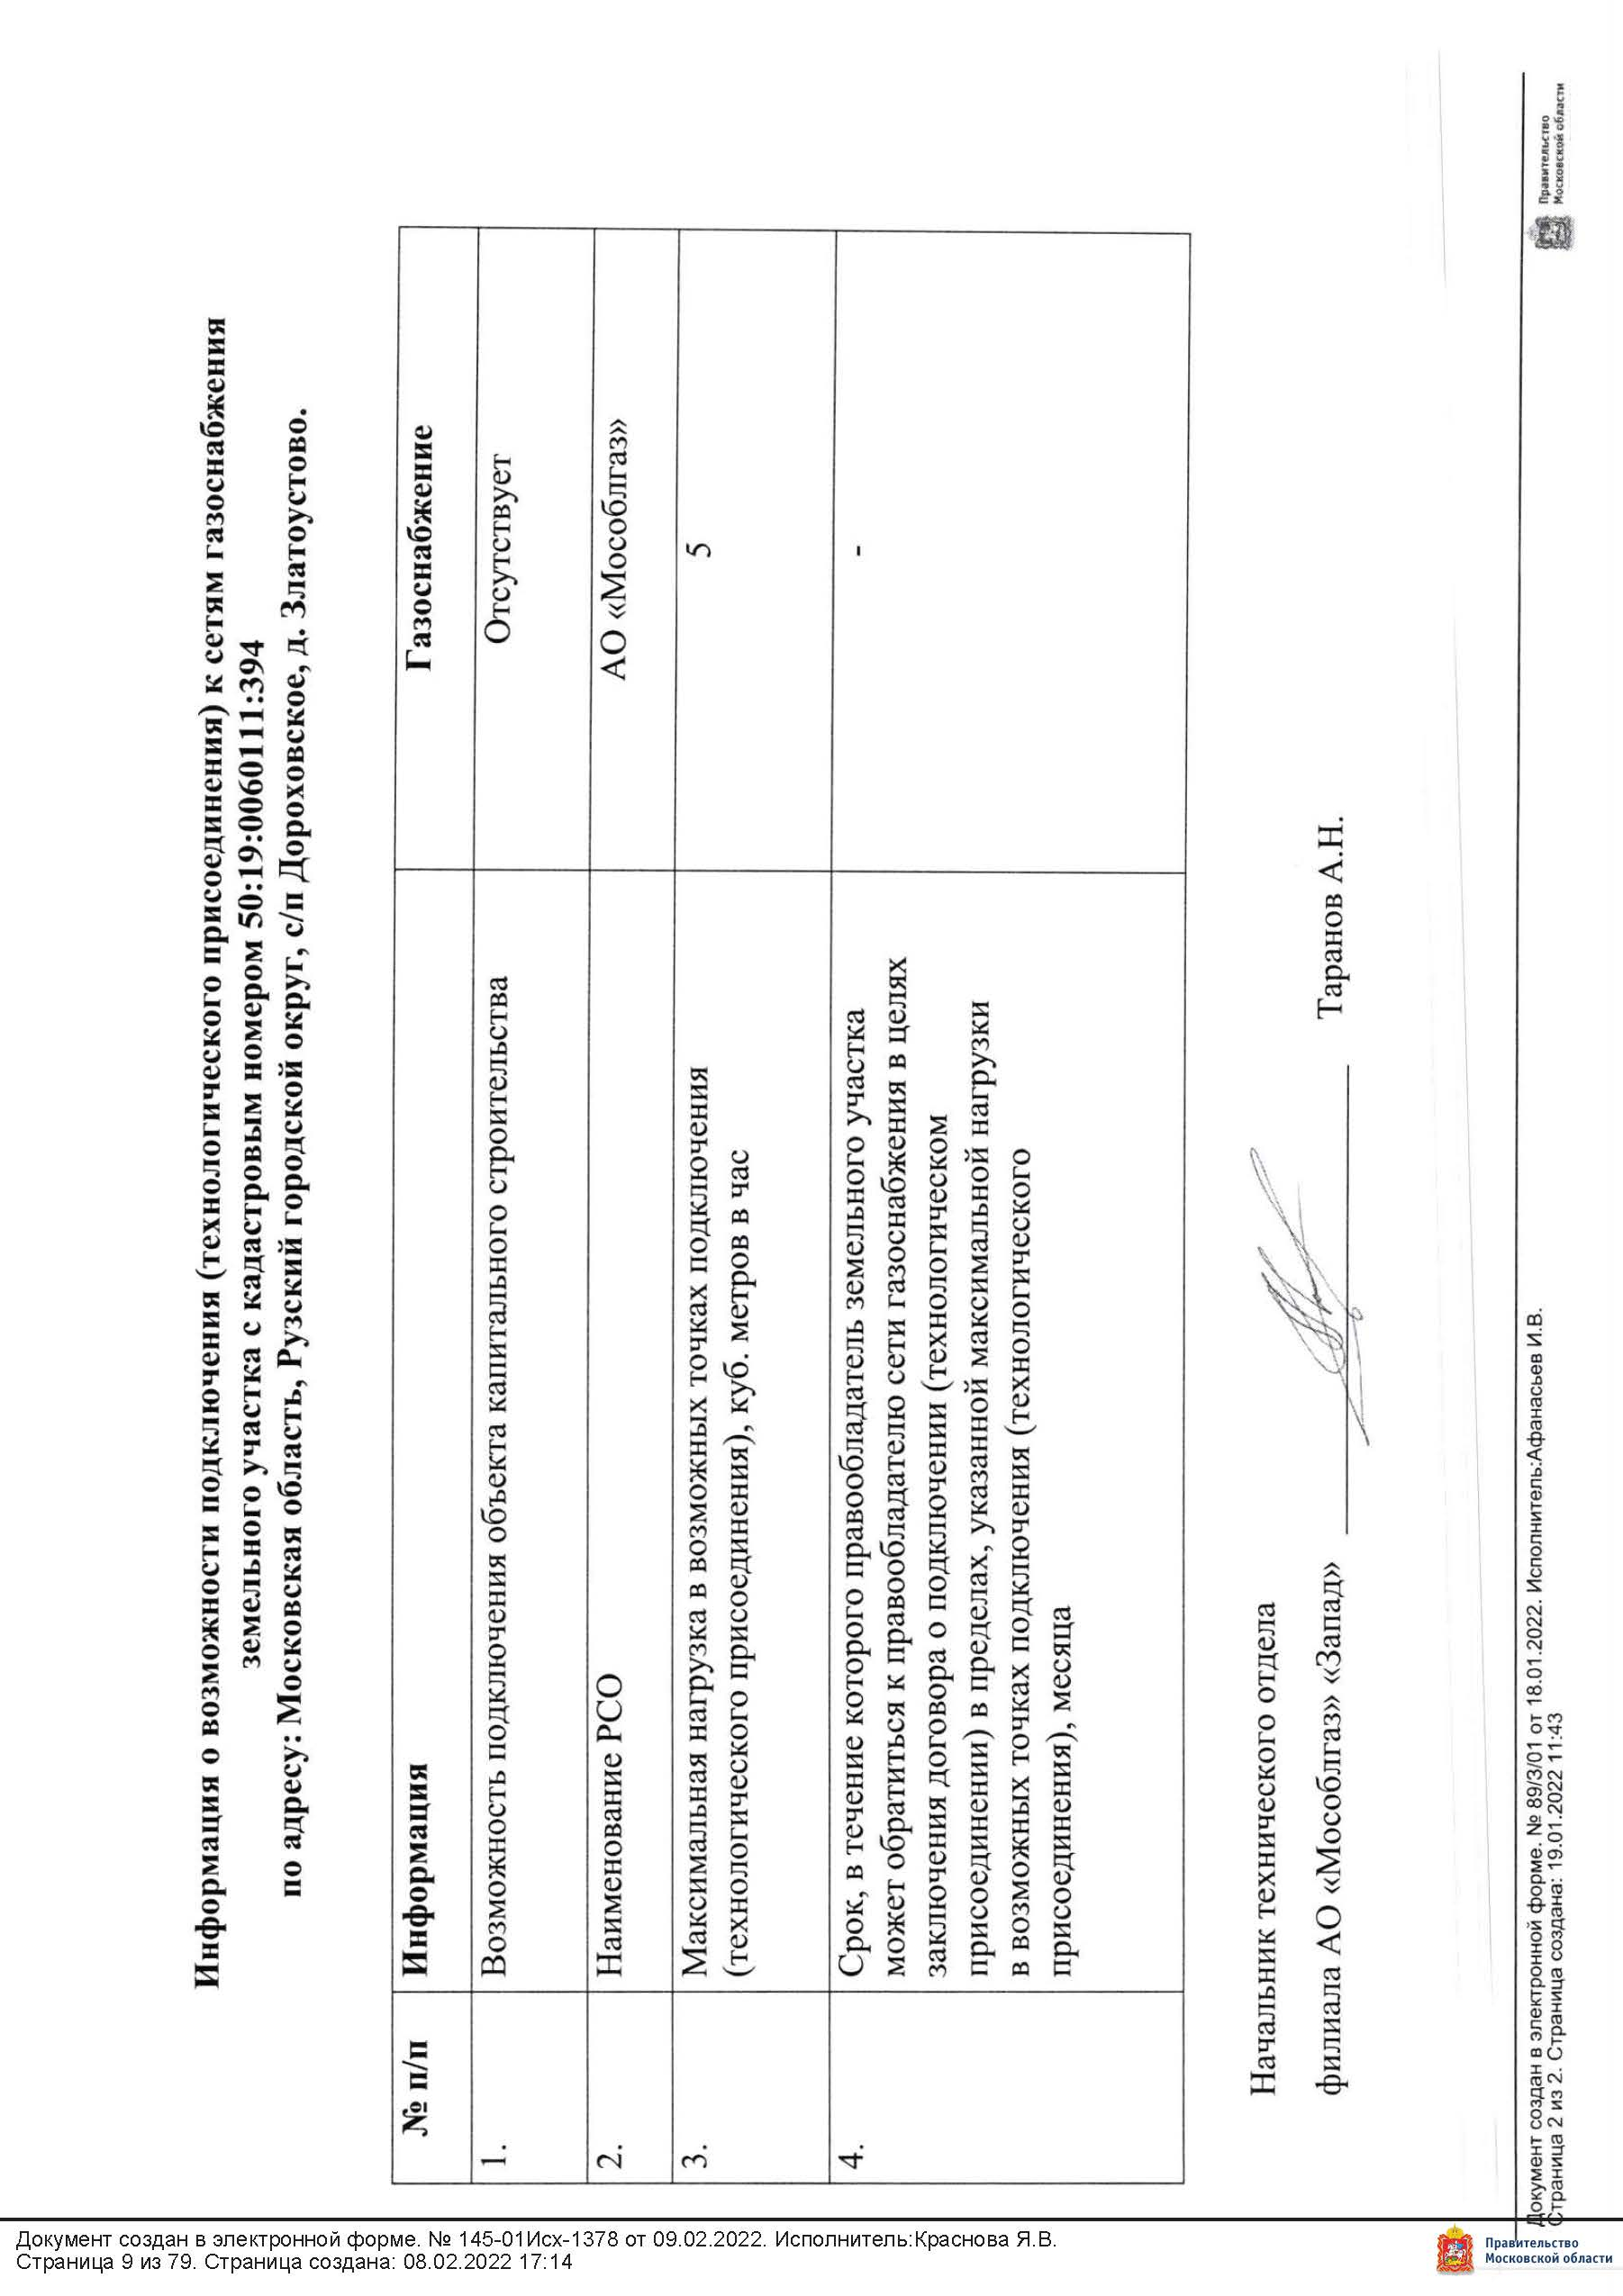 Информация о возможности подключения (технологического присоединения) к сетям газоснабжения
земельного участка с кадастровым номером 50:19:0060111:394
по адресу: Московская область, Рузский городской округ, с/п Дороховское, д. Златоустово.
№ п/п Информация Газоснабжение
1. Возможность подключения объекта капитального строительства Отсутствует
2. Наименование РСО АО «Мособлгаз»
3. Максимальная нагрузка в возможных точках подключения 5
(технологического присоединения), куб. метров в час
4. Срок, в течение которого правообладатель земельного участка -
может обратиться к правообладателю сети газоснабжения в целях
заключения договора о подключении (технологическом
присоединении) в пределах, указанной максимальной нагрузки
в возможных точках подключения (технологического
присоединения), месяца
Начальник технического отдела
филиала АО «Мособлгаз» «Запад» Таранов А.Н.
Документ создан в электронной форме. № 89/3/01 от 18.01.2022. Исполнитель:Афанасьев И.В.
Страница 2 из 2. Страница создана: 19.01.2022 11:43
Правительство
Московской области
Документ создан в электронной форме. № 145-01Исх-1378 от 09.02.2022. Исполнитель:Краснова Я.В.
Страница 9 из 79. Страница создана: 08.02.2022 17:14
Правительство
Московской области